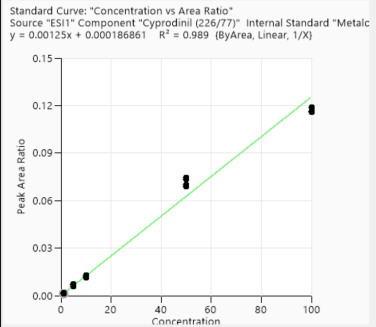 Standard Curve: "Concentration vs Area Ratio"
Source "ESI1" Component "Cyprodinil (226/77)" Internal Standard "Metalc
y = 0.00125x + 0.000186861 R² = 0.989 {ByArea, Linear, 1/X}
0.15
0.12
0.09
0.06
0.03
0.00
Peak Area Ratio
0 20 40 60 80 100
Concentration